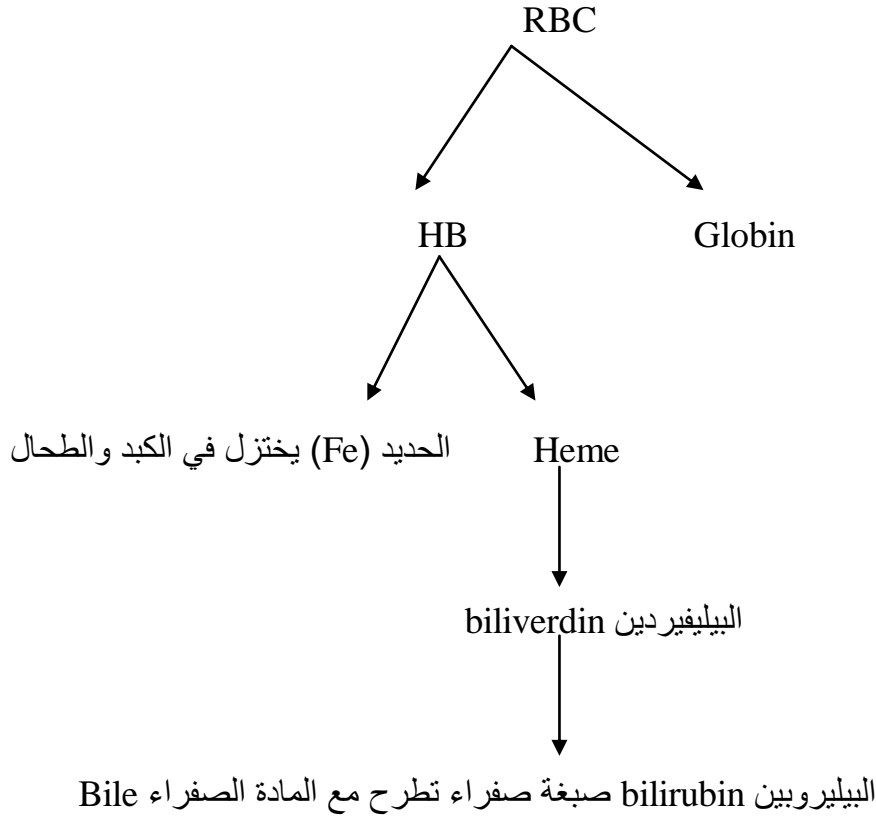 RBC
HB
Globin
الحديد (Fe) يختزل في الكبد والطحال
Heme
البيليفيردين biliverdin
البيليروبين bilirubin صبغة صفراء تطرح مع المادة الصفراء Bile